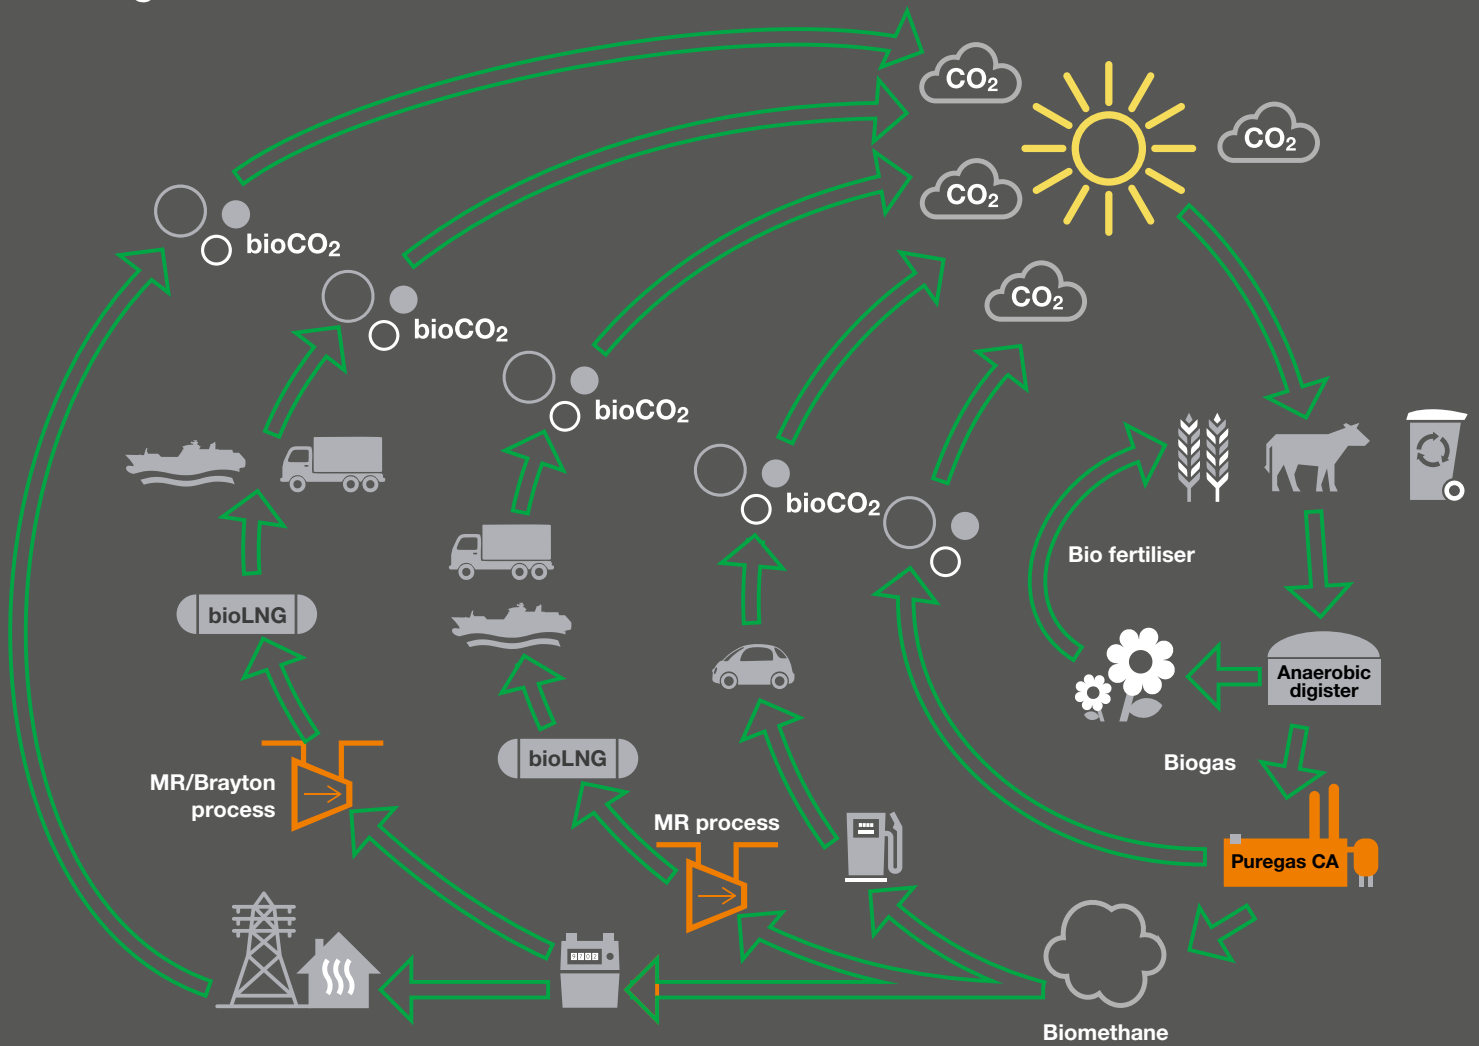 CO2
CO2
CO2
bioCO2
CO2
bioCO2
bioCO2
bioCO2
Bio fertiliser
bioLNG
Anaerobic
digister
bioLNG
Biogas
MR/Brayton
process
MR process
Puregas CA
9702
Biomethane